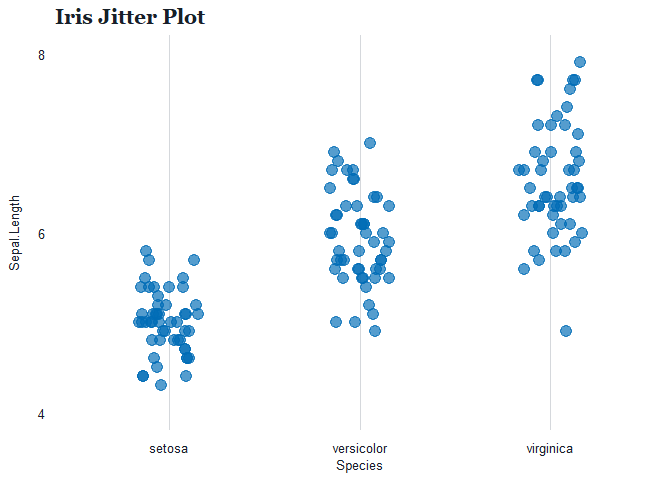 Iris Jitter Plot
8
6
4
Sepal.Length
setosa versicolor virginica
Species